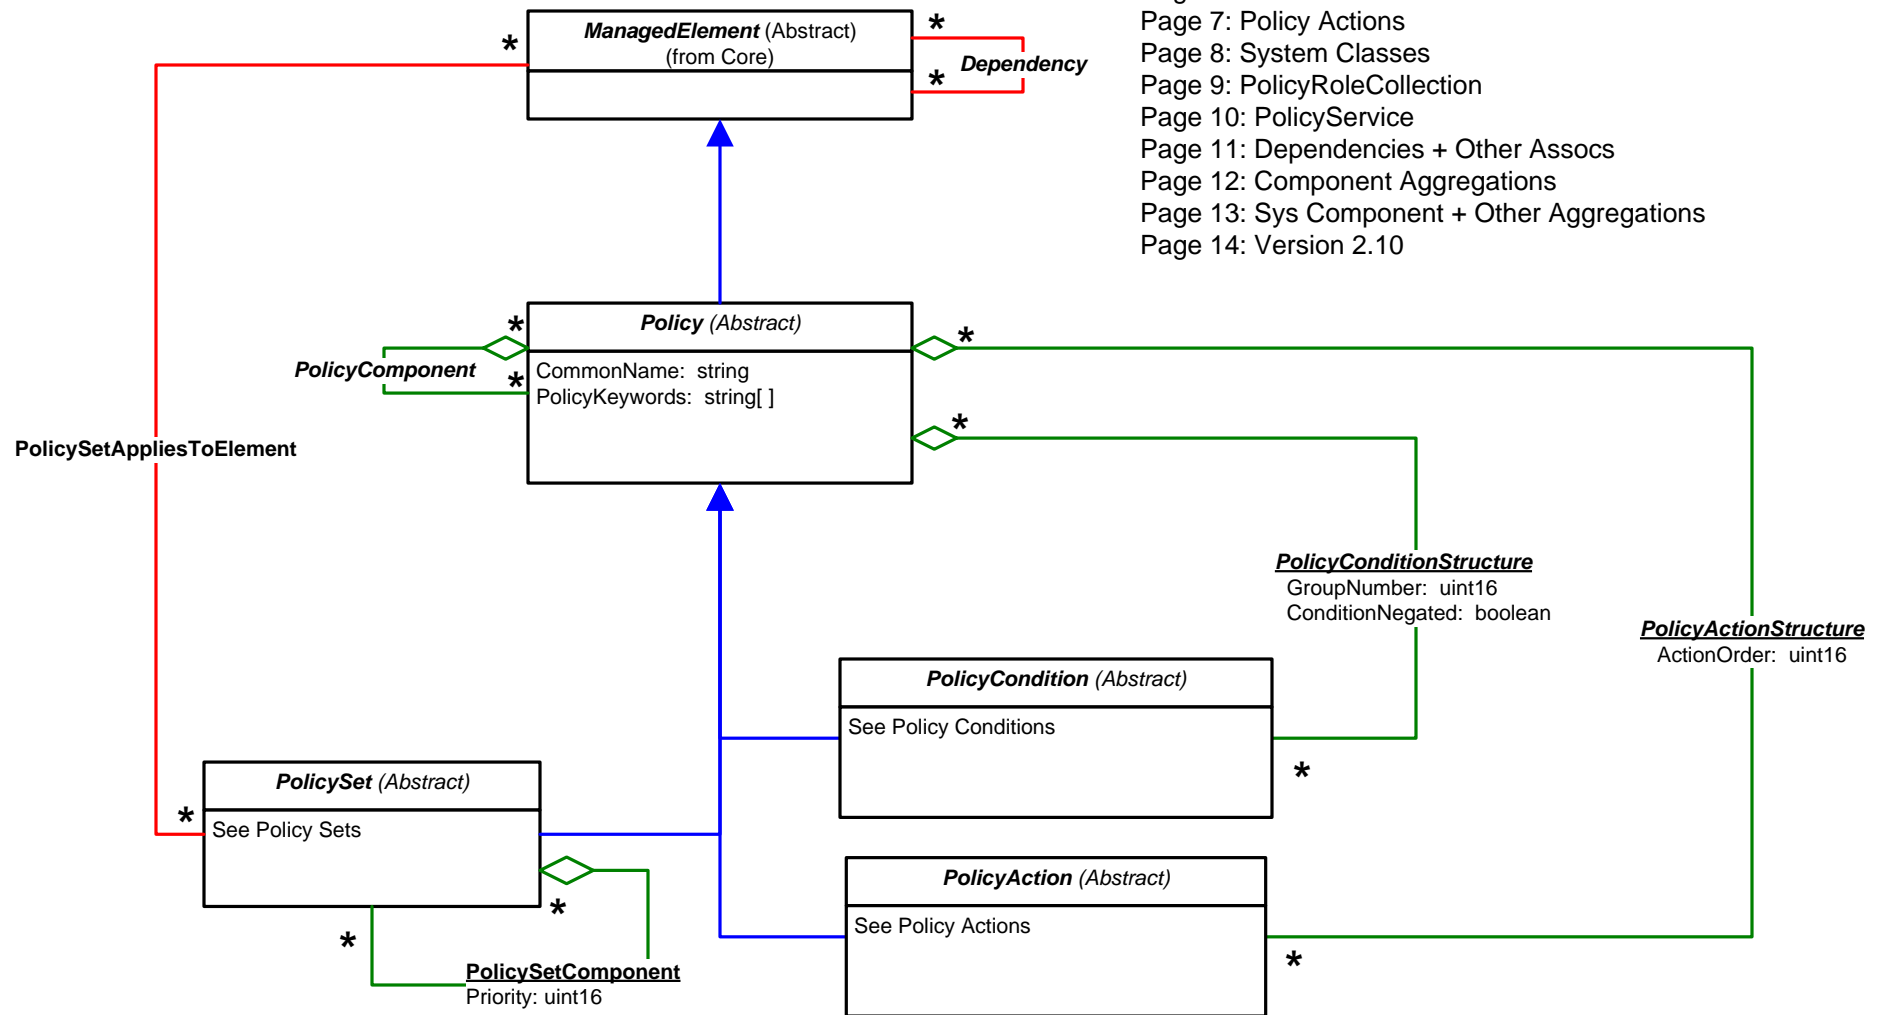 Page 7: Policy Actions
Page 8: System Classes
Page 9: PolicyRoleCollection
Page 10: PolicyService
Page 11: Dependencies + Other Assocs
Page 12: Component Aggregations
Page 13: Sys Component + Other Aggregations
Page 14: Version 2.10
ManagedElement (Abstract)
(from Core)
*
*
*
Dependency
Policy (Abstract)
CommonName: string
PolicyKeywords: string[ ]
*
*
PolicyComponent
*
*
PolicySetAppliesToElement
PolicyConditionStructure
GroupNumber: uint16
ConditionNegated: boolean
PolicyActionStructure
ActionOrder: uint16
PolicyCondition (Abstract)
See Policy Conditions
*
PolicySet (Abstract)
See Policy Sets
*
*
*
PolicySetComponent
Priority: uint16
PolicyAction (Abstract)
See Policy Actions
*